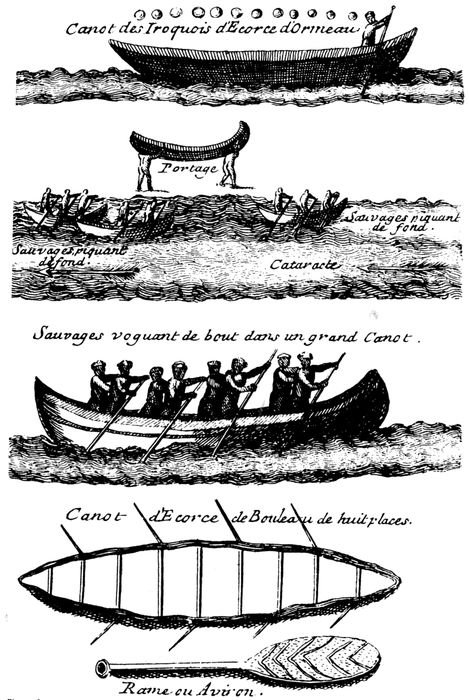 Canot des Iroquois d'Ecorce d'Ormeau
Portage
Sauvages piquant
de fond.
Sauvages piquant
de fond.
Cataracte
Sauvages voguant de bout dans un grand Canot.
Canot d'Ecorce de Bouleau de huit places.
Rame ou Aviron.